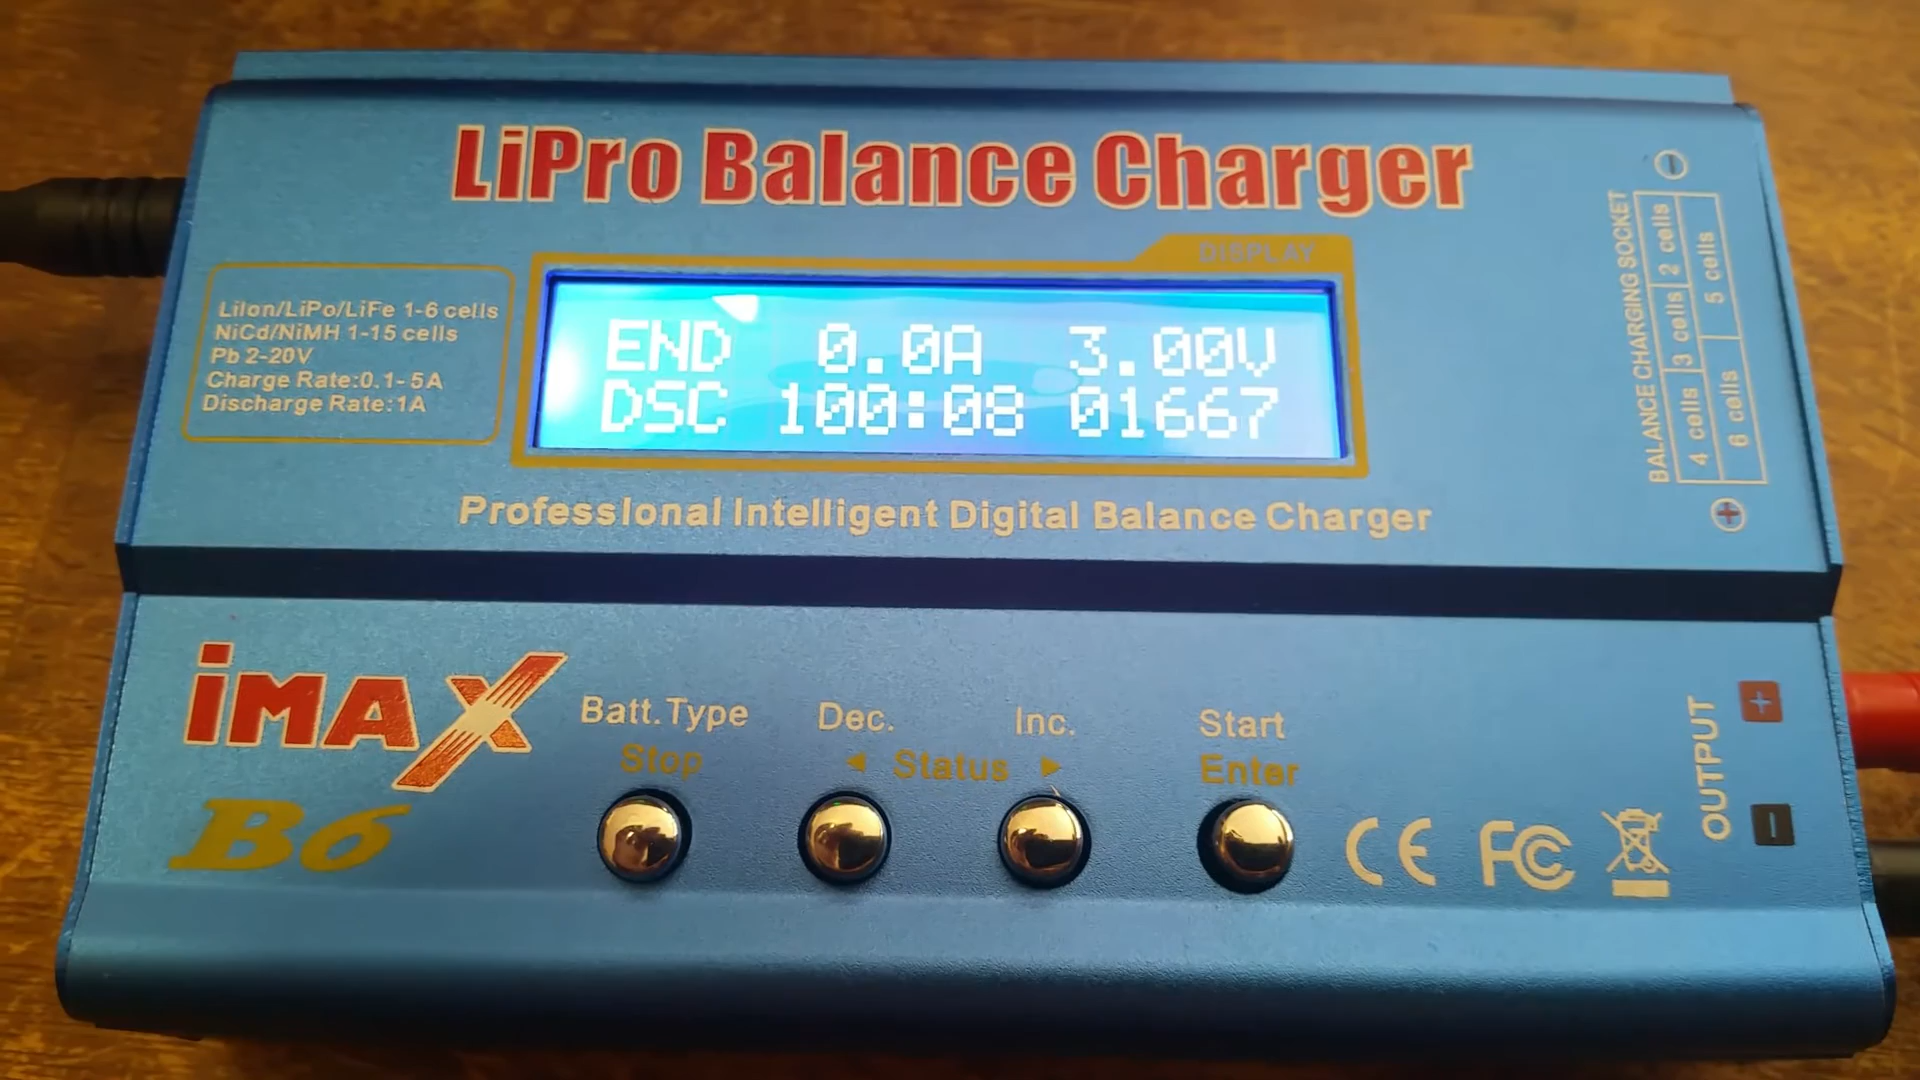 LiPro Balance Charger
DISPLAY
LiIon/LiPo/LiFe 1-6 cells
NiCd/NiMH 1-15 cells
Pb 2-20V
Charge Rate:0.1-5A
Discharge Rate:1A
END 0.0A 3.00V
DSC 100:08 01667
Professional Intelligent Digital Balance Charger
BALANCE CHARGING SOCKET
4 cells 3 cells 2 cells
6 cells 5 cells
iMAX
B6
Batt.Type
Stop
Dec. Inc.
◄ Status ►
Start
Enter
CE FCC
OUTPUT
+
-